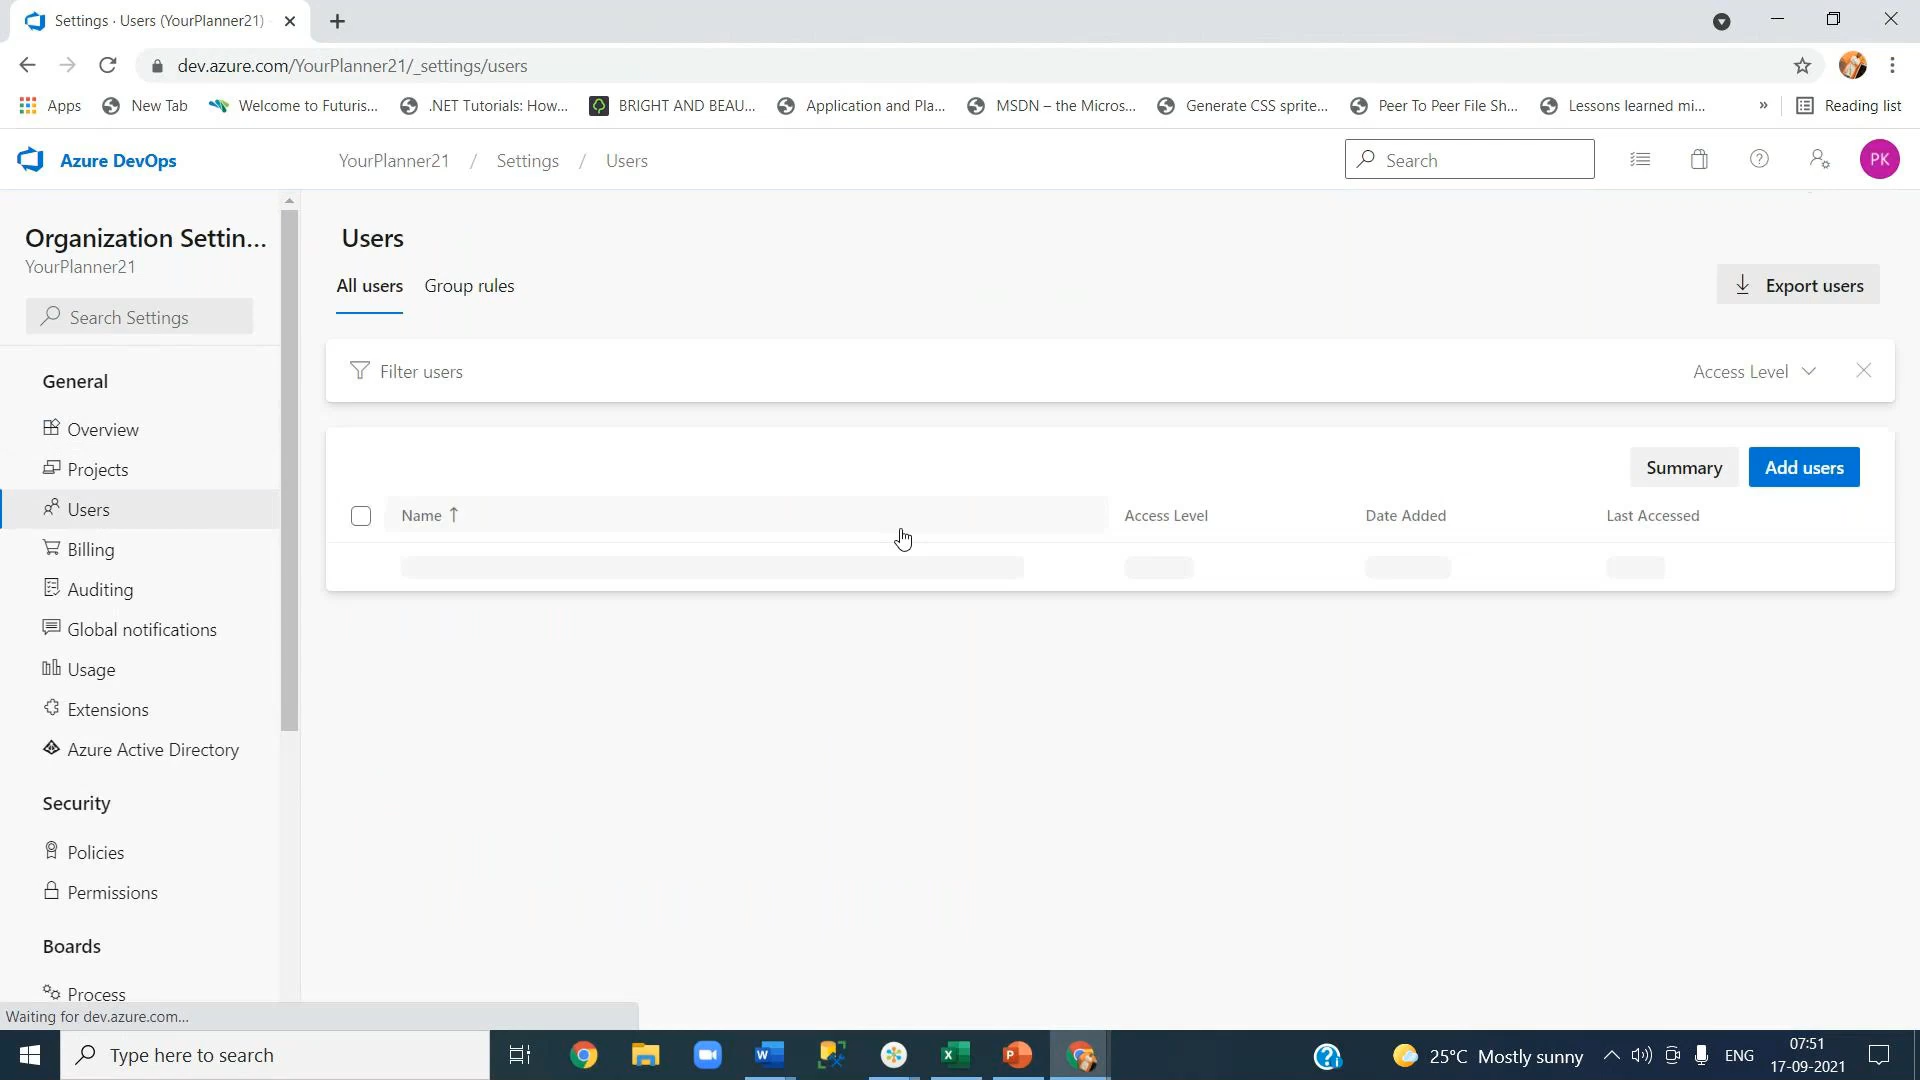 Settings · Users (YourPlanner21)
dev.azure.com/YourPlanner21/_settings/users
Apps
New Tab
Welcome to Futuris...
.NET Tutorials: How...
BRIGHT AND BEAU...
Application and Pla...
MSDN – the Micros...
Generate CSS sprite...
Peer To Peer File Sh...
Lessons learned mi...
»
Reading list
Azure DevOps
YourPlanner21 / Settings / Users
Search
PK
Organization Settin...
YourPlanner21
Search Settings
General
Overview
Projects
Users
Billing
Auditing
Global notifications
Usage
Extensions
Azure Active Directory
Security
Policies
Permissions
Boards
Process
Users
All users
Group rules
Export users
Filter users
Access Level
Summary
Add users
Name ↑
Access Level
Date Added
Last Accessed
Waiting for dev.azure.com...
Type here to search
25°C Mostly sunny
ENG
07:51
17-09-2021